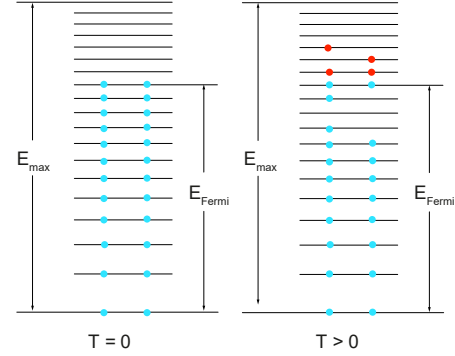 E_max
E_Fermi
T = 0
E_max
E_Fermi
T > 0